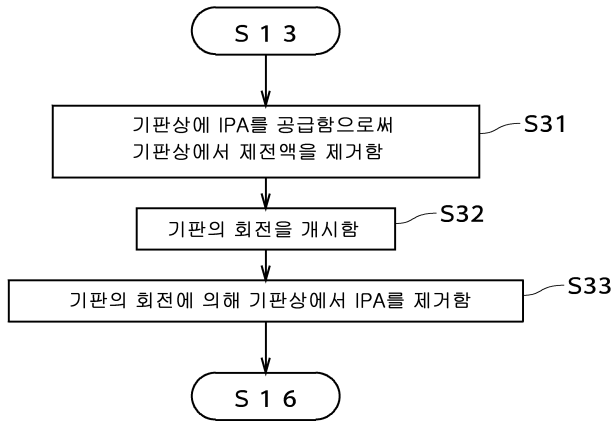 S 1 3
기판상에 IPA를 공급함으로써
기판상에서 제전액을 제거함
S31
기판의 회전을 개시함
S32
기판의 회전에 의해 기판상에서 IPA를 제거함
S33
S 1 6